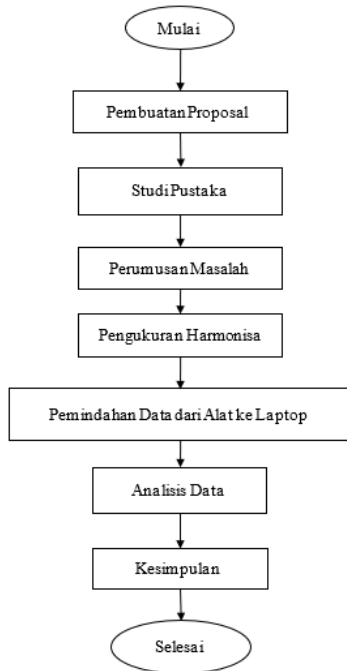 Mulai
Pembuatan Proposal
Studi Pustaka
Perumusan Masalah
Pengukuran Harmonisa
Pemindahan Data dari Alat ke Laptop
Analisis Data
Kesimpulan
Selesai